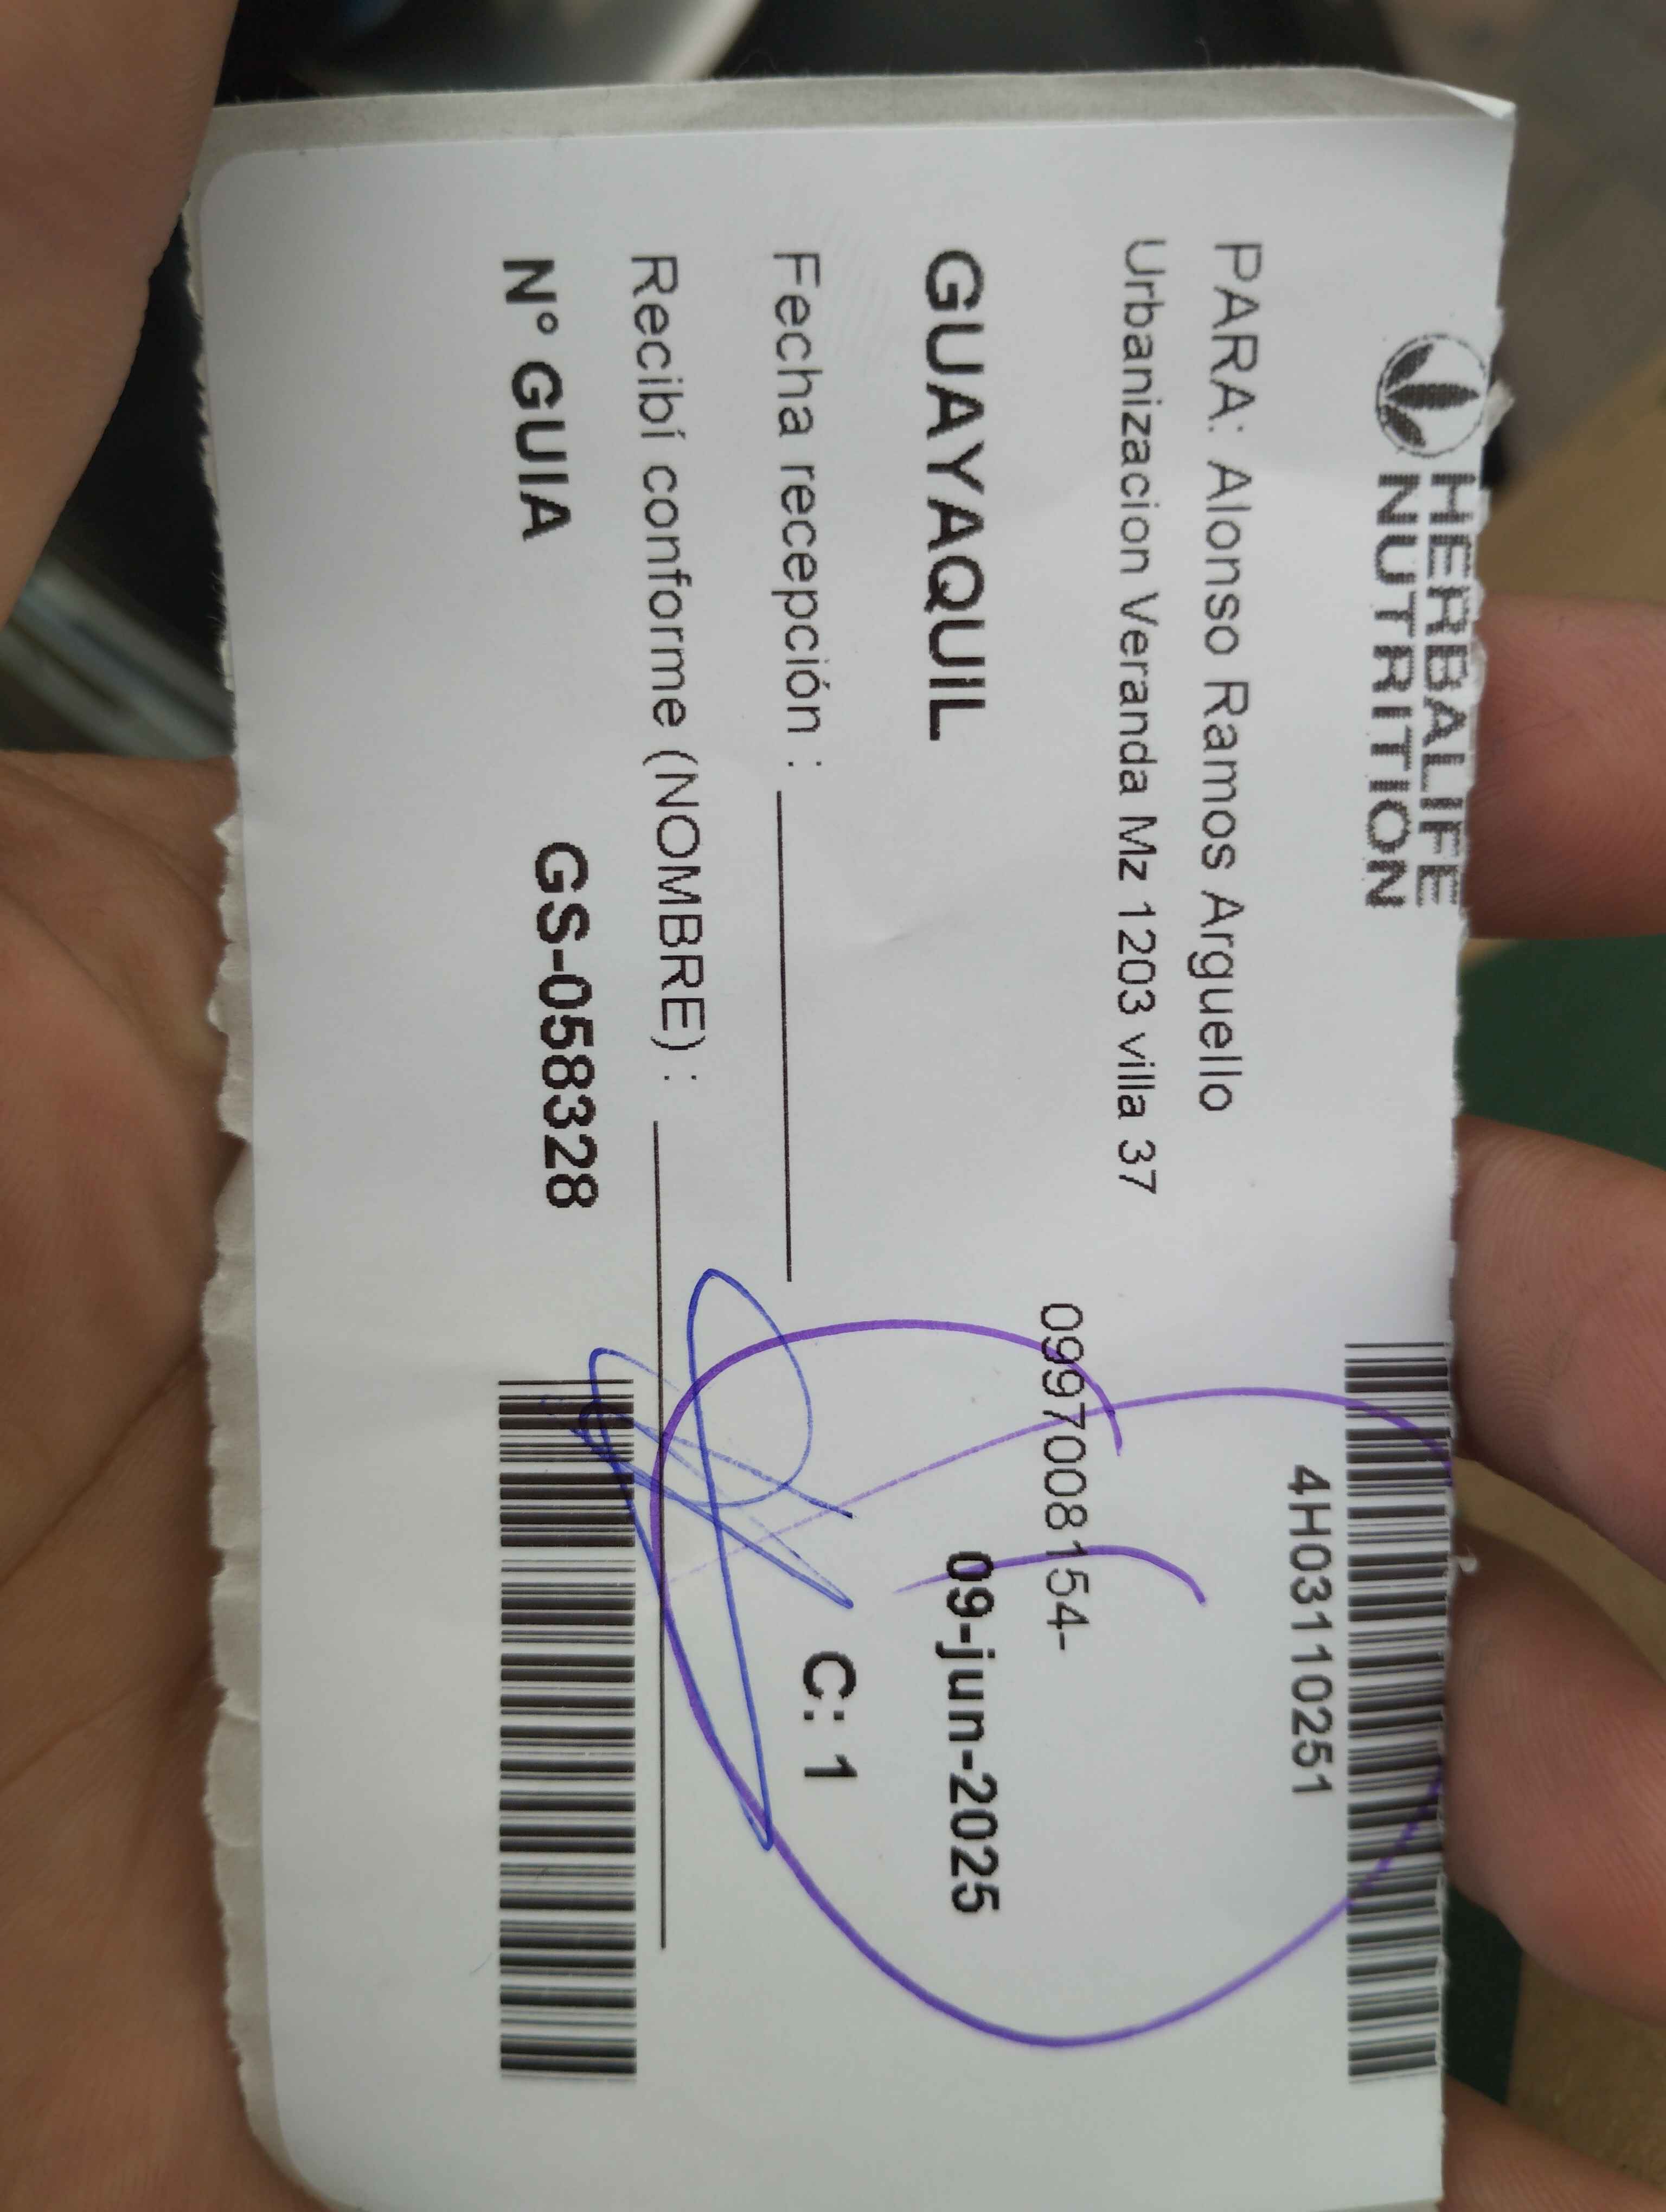 HERBALIFE
NUTRITION
4H03110251
PARA: Alonso Ramos Arguello
Urbanizacion Veranda Mz 1203 villa 37
0997008154-
GUAYAQUIL
09-jun-2025
Fecha recepción :
C: 1
Recibí conforme (NOMBRE) :
N° GUIA GS-058328